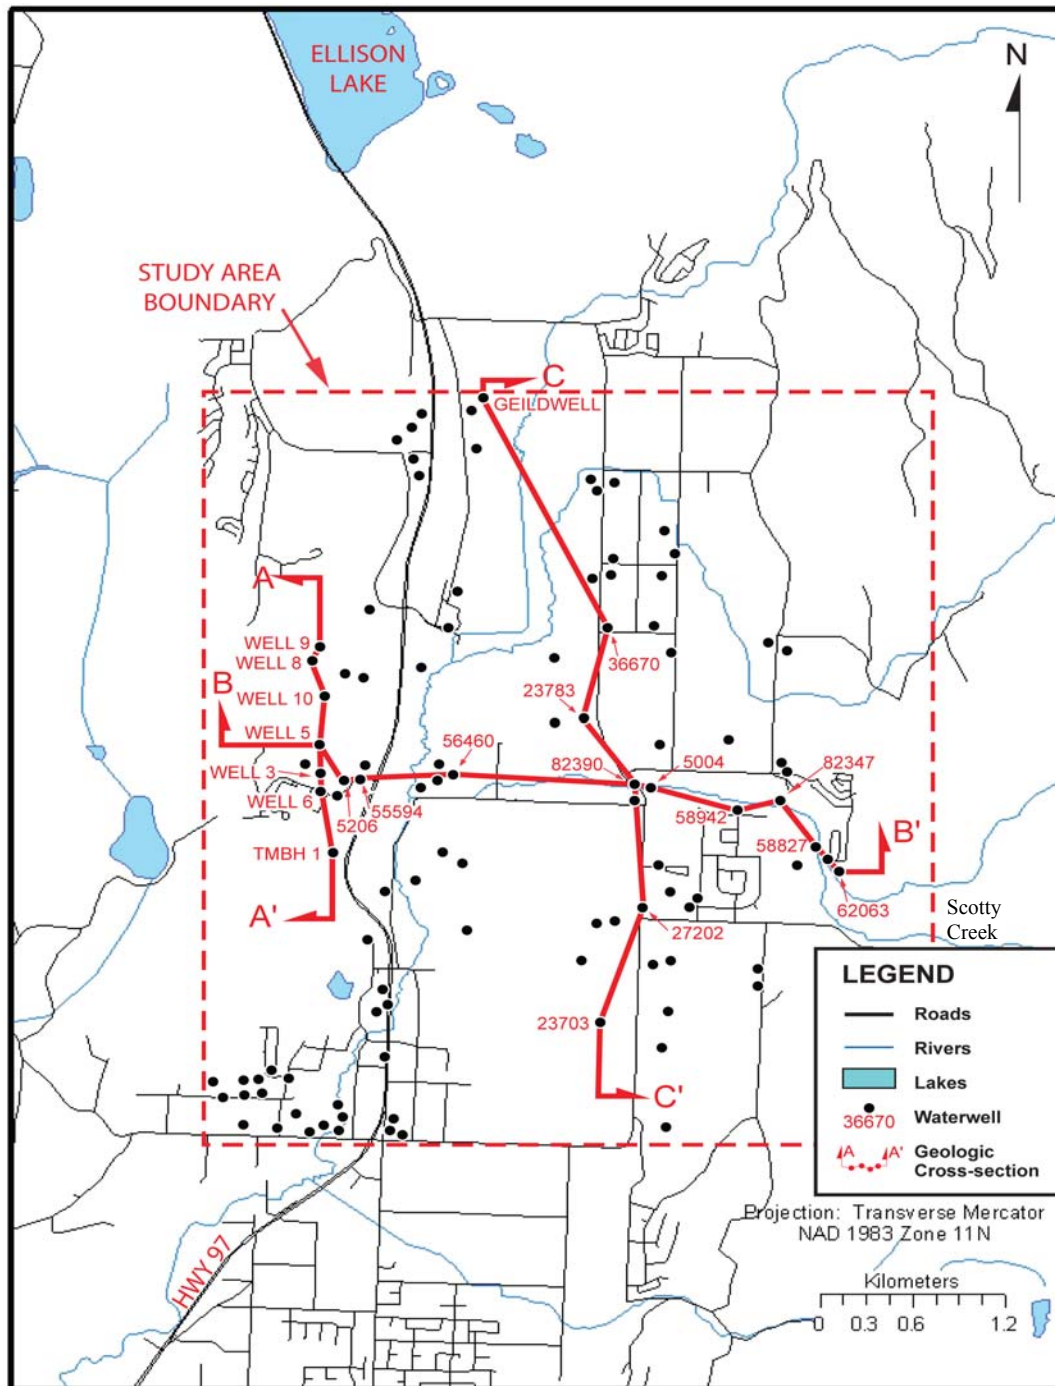 ELLISON
LAKE
N
STUDY AREA
BOUNDARY
C
GEILDWELL
A
WELL 9
WELL 8
36670
B
WELL 10
23783
WELL 5
56460
5004
82347
WELL 3
82390
WELL 6
55594
5206
58942
58827
B'
TMBH 1
62063
A'
27202
Scotty
Creek
23703
C'
LEGEND
Roads
Rivers
Lakes
36670
Waterwell
A A'
Geologic
Cross-section
Projection: Transverse Mercator
NAD 1983 Zone 11N
HWY 97
Kilometers
0 0.3 0.6 1.2